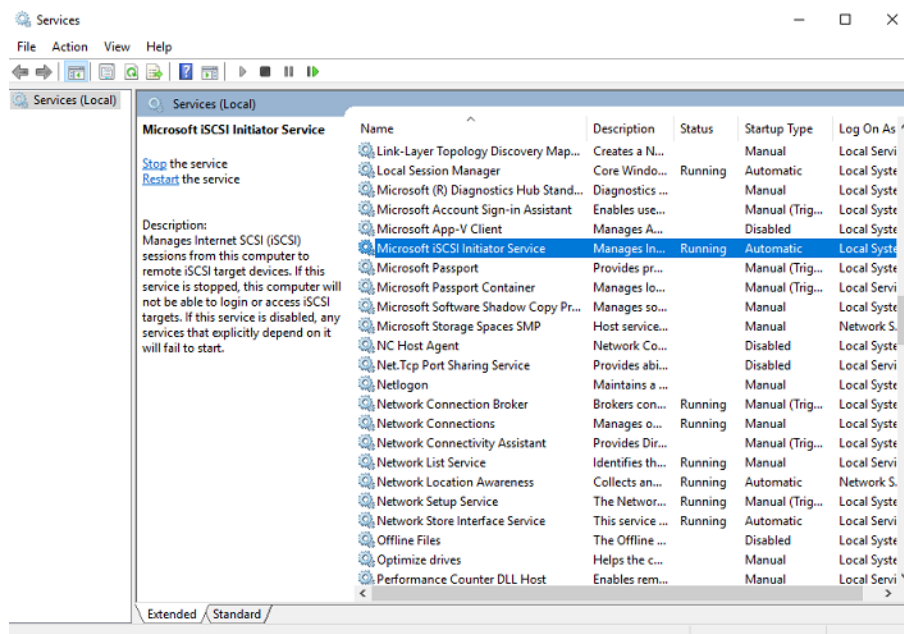 Services
File Action View Help
Services (Local)
Services (Local)
Microsoft iSCSI Initiator Service
Stop the service
Restart the service
Description:
Manages Internet SCSI (iSCSI)
sessions from this computer to
remote iSCSI target devices. If this
service is stopped, this computer will
not be able to login or access iSCSI
targets. If this service is disabled, any
services that explicitly depend on it
will fail to start.
Name Description Status Startup Type Log On As
Link-Layer Topology Discovery Map... Creates a N... Manual Local Servi
Local Session Manager Core Windo... Running Automatic Local Syste
Microsoft (R) Diagnostics Hub Stand... Diagnostics ... Manual Local Syste
Microsoft Account Sign-in Assistant Enables use... Manual (Trig... Local Syste
Microsoft App-V Client Manages A... Disabled Local Syste
Microsoft iSCSI Initiator Service Manages In... Running Automatic Local Syste
Microsoft Passport Provides pr... Manual (Trig... Local Syste
Microsoft Passport Container Manages lo... Manual (Trig... Local Servi
Microsoft Software Shadow Copy Pr... Manages so... Manual Local Syste
Microsoft Storage Spaces SMP Host service... Manual Network S.
NC Host Agent Network Co... Disabled Local Syste
Net.Tcp Port Sharing Service Provides abi... Disabled Local Servi
Netlogon Maintains a ... Manual Local Syste
Network Connection Broker Brokers con... Running Manual (Trig... Local Syste
Network Connections Manages o... Running Manual Local Syste
Network Connectivity Assistant Provides Dir... Manual (Trig... Local Syste
Network List Service Identifies th... Running Manual Local Servi
Network Location Awareness Collects an... Running Automatic Network S.
Network Setup Service The Networ... Running Manual (Trig... Local Syste
Network Store Interface Service This service ... Running Automatic Local Servi
Offline Files The Offline ... Disabled Local Syste
Optimize drives Helps the c... Manual Local Syste
Performance Counter DLL Host Enables rem... Manual Local Servi
Extended Standard